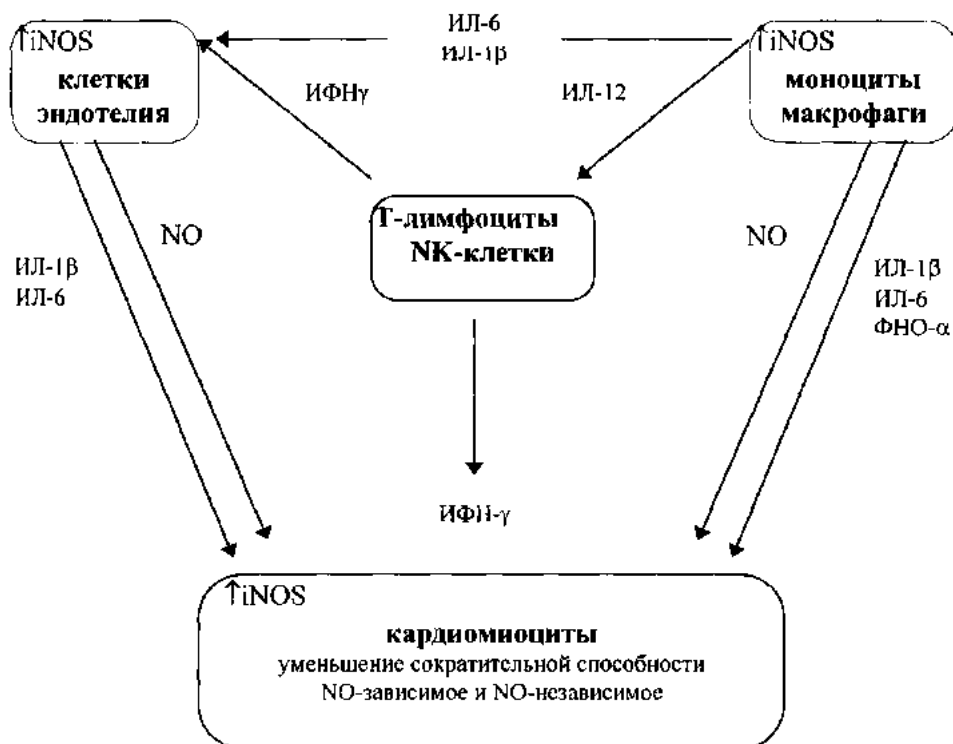 ↑iNOS
клетки
эндотелия
ИЛ-6
ИЛ-1β
↑iNOS
моноциты
макрофаги
ИФНγ
ИЛ-12
Т-лимфоциты
NK-клетки
NO
ИЛ-1β
ИЛ-6
NO
ИЛ-1β
ИЛ-6
ФНО-α
ИФН-γ
↑iNOS
кардиомиоциты
уменьшение сократительной способности
NO-зависимое и NO-независимое